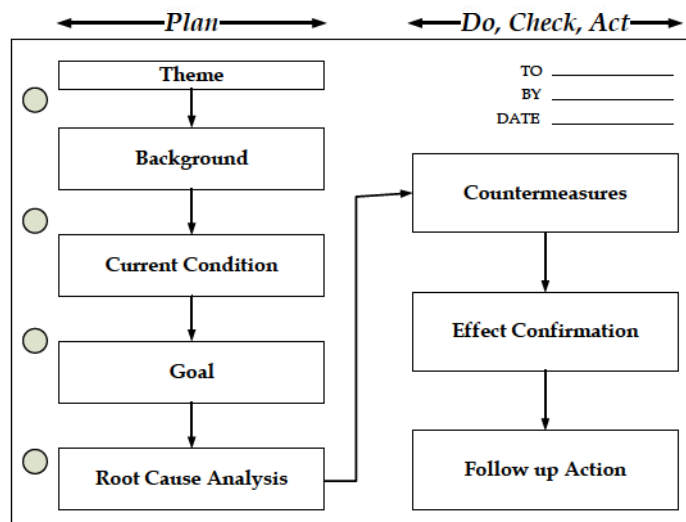 Plan
Do, Check, Act
Theme
TO
BY
DATE
Background
Current Condition
Goal
Root Cause Analysis
Countermeasures
Effect Confirmation
Follow up Action